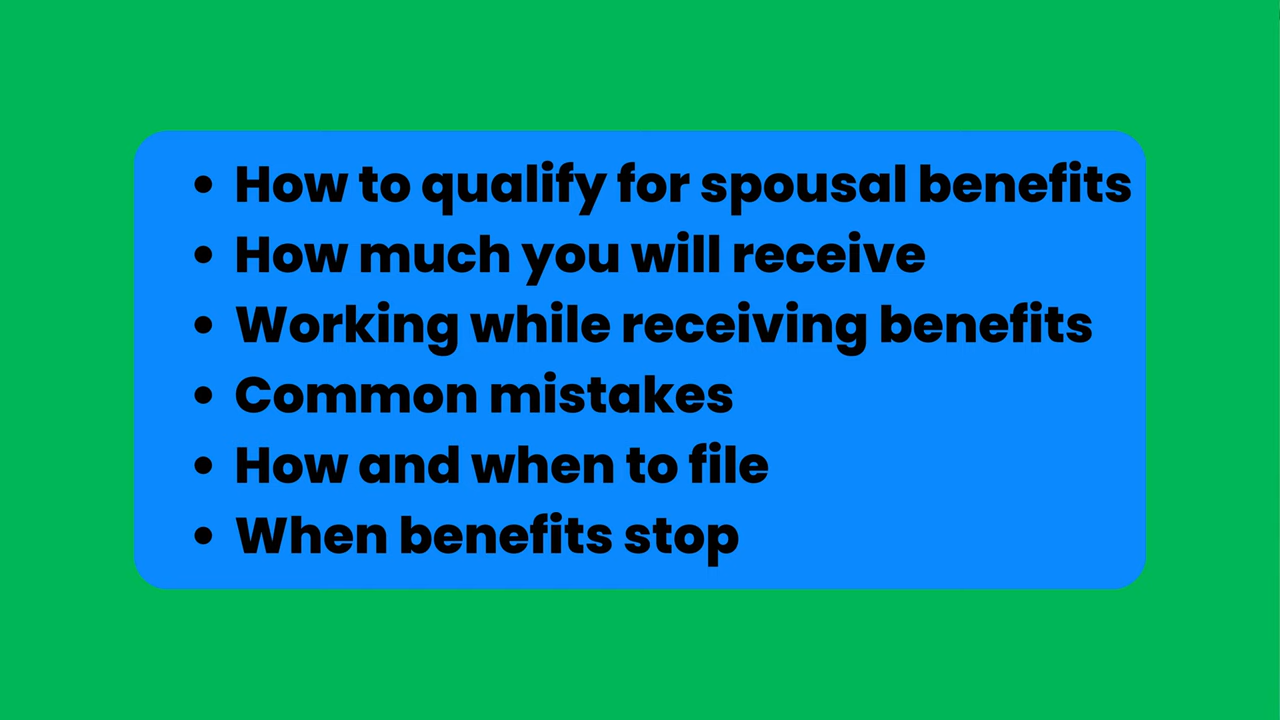 • How to qualify for spousal benefits
• How much you will receive
• Working while receiving benefits
• Common mistakes
• How and when to file
• When benefits stop